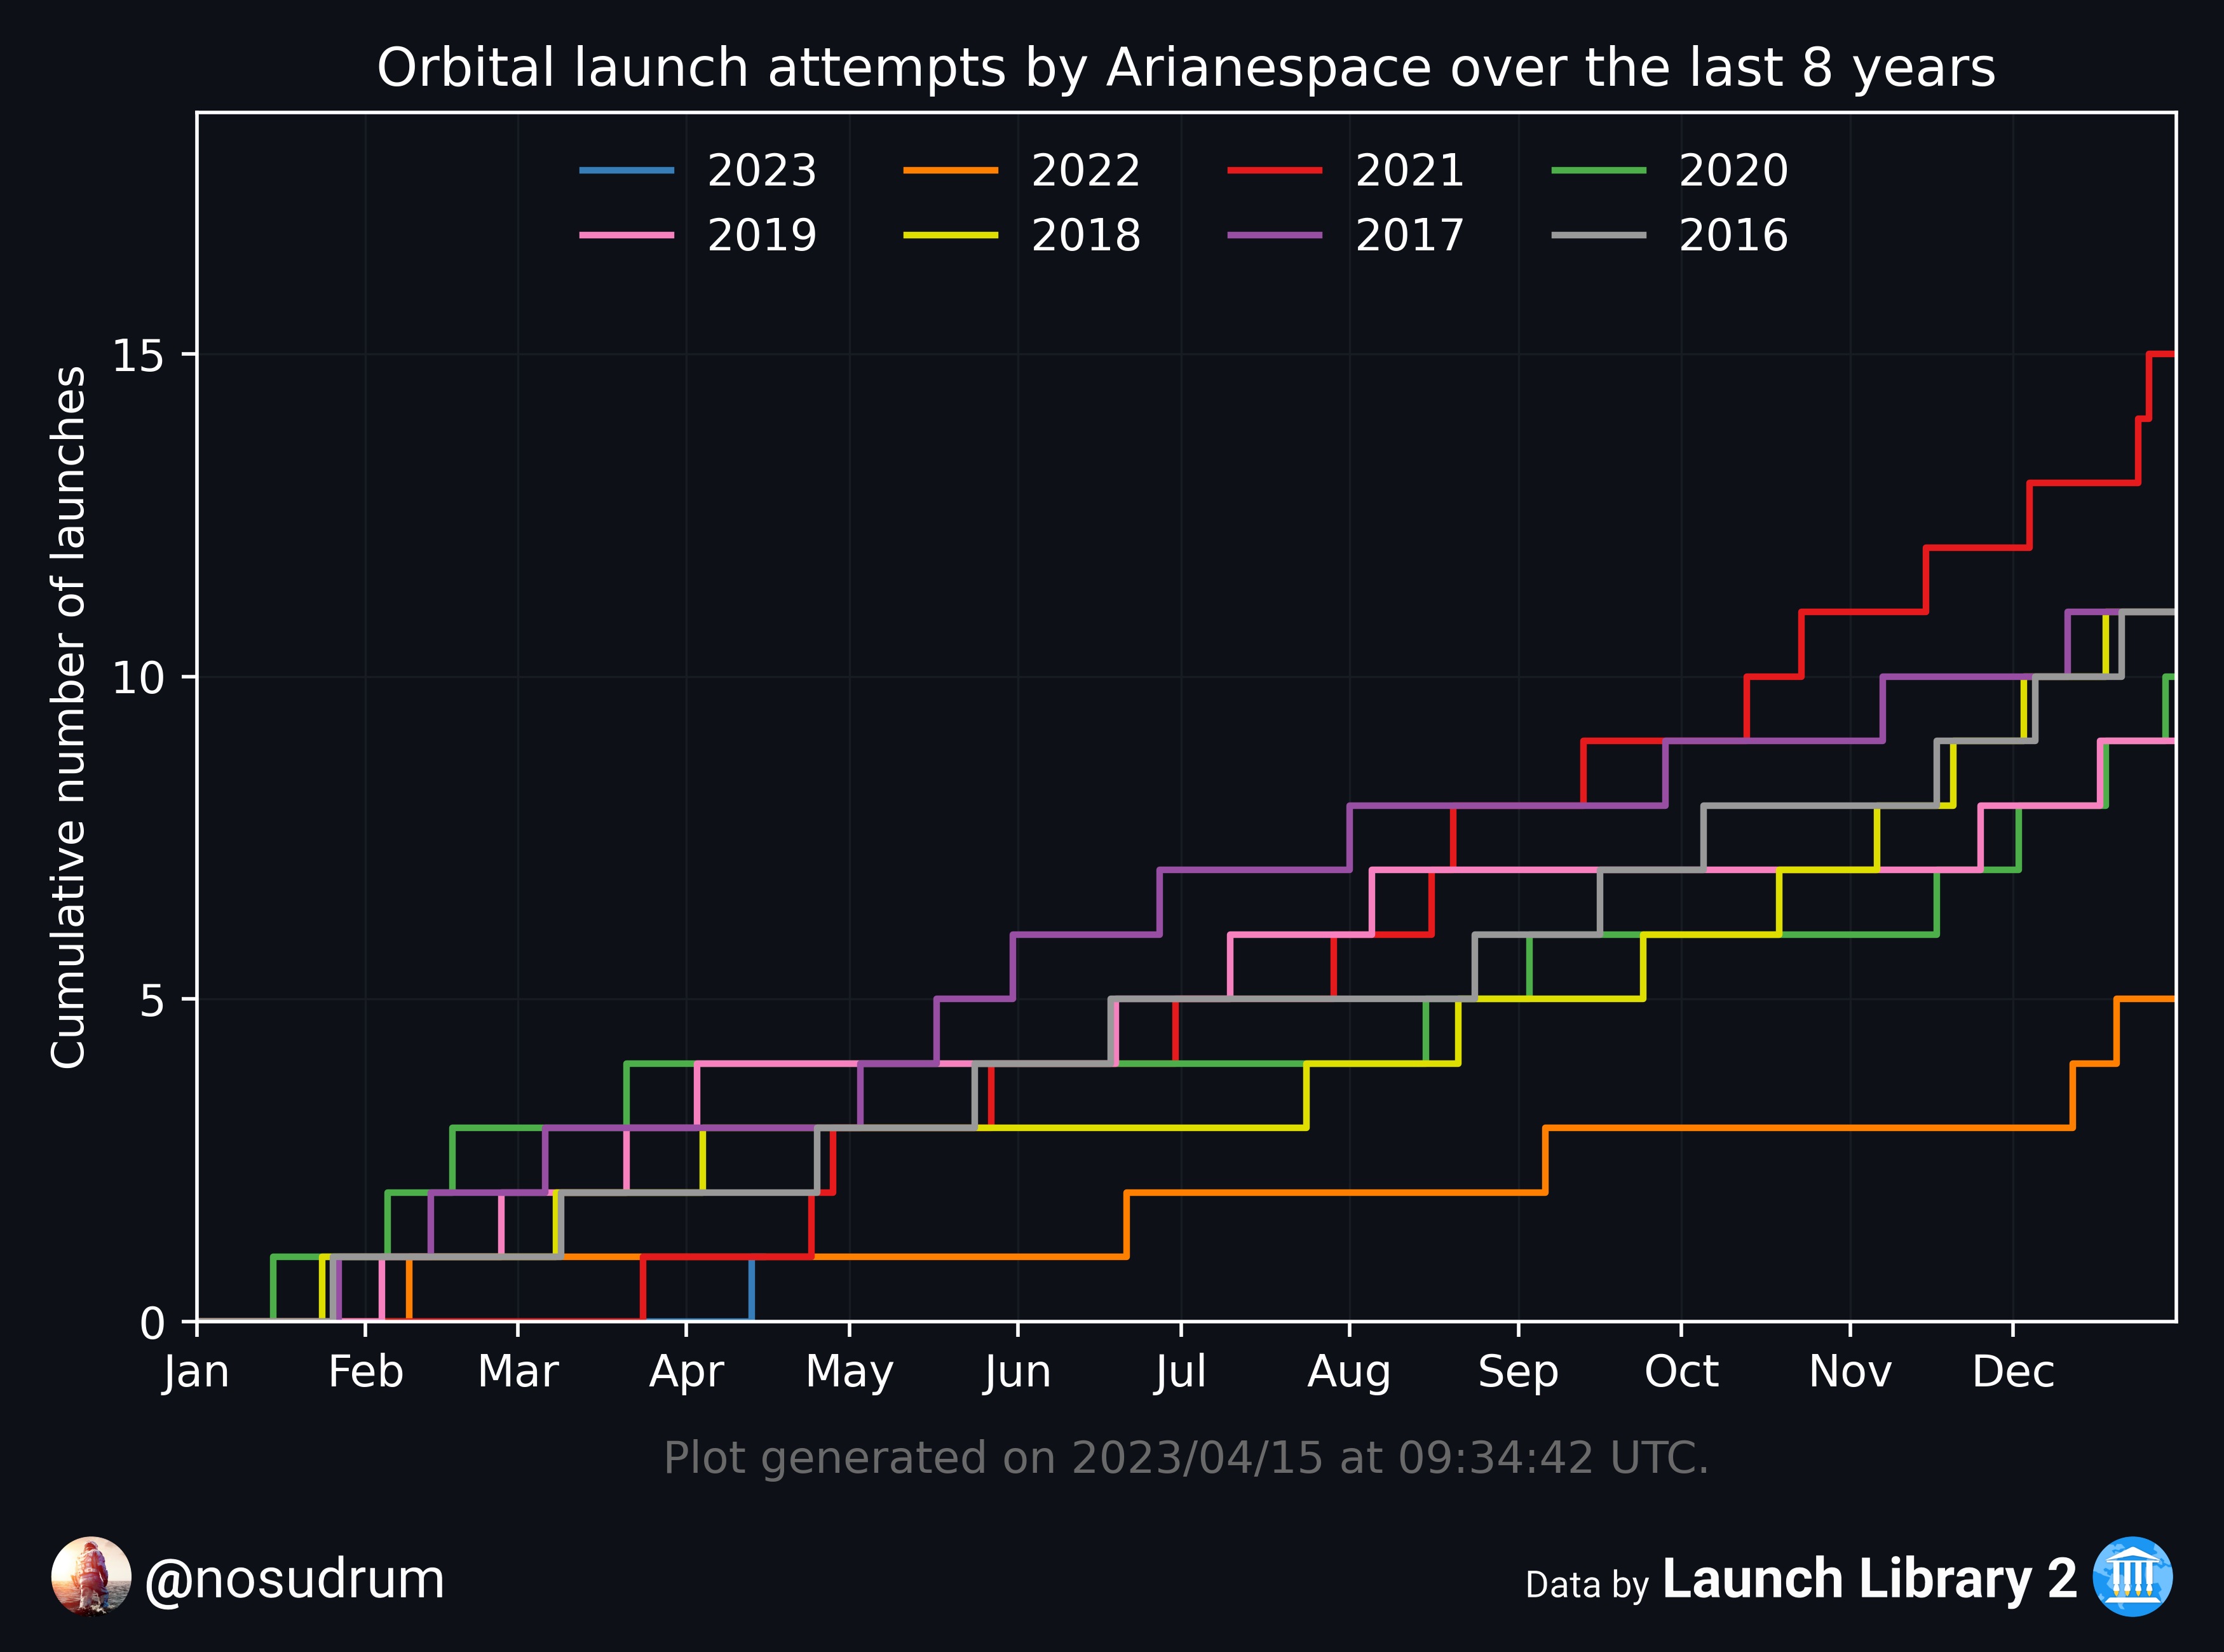 Orbital launch attempts by Arianespace over the last 8 years
2023 2022 2021 2020
2019 2018 2017 2016
Cumulative number of launches
15
10
5
0
Jan Feb Mar Apr May Jun Jul Aug Sep Oct Nov Dec
Plot generated on 2023/04/15 at 09:34:42 UTC.
@nosudrum
Data by Launch Library 2